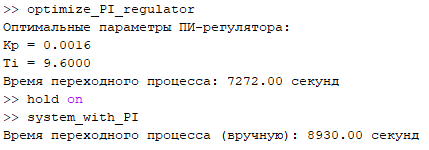 >> optimize_PI_regulator
Оптимальные параметры ПИ-регулятора:
Kp = 0.0016
Ti = 9.6000
Время переходного процесса: 7272.00 секунд
>> hold on
>> system_with_PI
Время переходного процесса (вручную): 8930.00 секунд